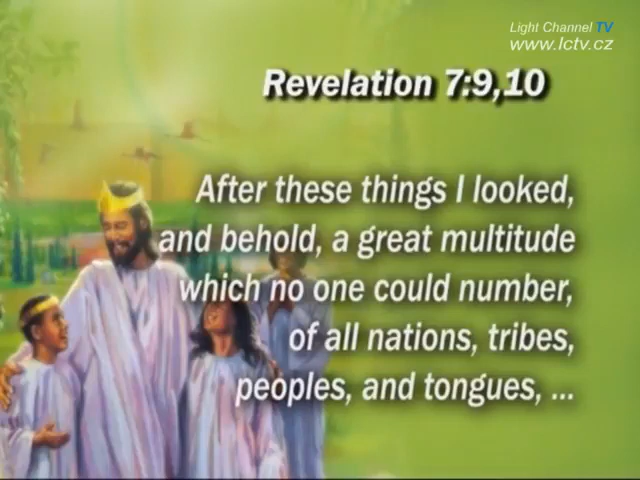 Light Channel TV
www.lctv.cz
Revelation 7:9,10
After these things I looked,
and behold, a great multitude
which no one could number,
of all nations, tribes,
peoples, and tongues, ...